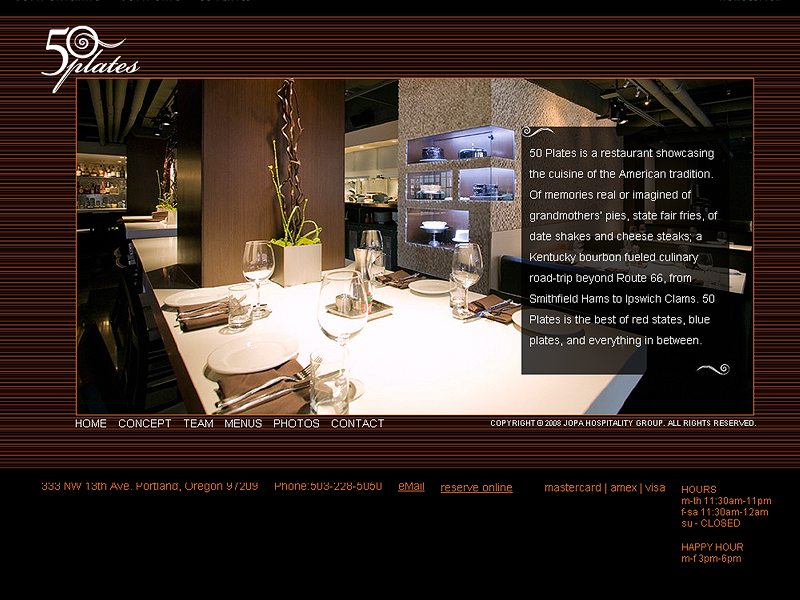 50
plates
50 Plates is a restaurant showcasing
the cuisine of the American tradition.
Of memories real or imagined of
grandmothers' pies, state fair fries, of
date shakes and cheese steaks; a
Kentucky bourbon fueled culinary
road-trip beyond Route 66, from
Smithfield Hams to Ipswich Clams. 50
Plates is the best of red states, blue
plates, and everything in between.
HOME CONCEPT TEAM MENUS PHOTOS CONTACT
COPYRIGHT © 2008 JOPA HOSPITALITY GROUP. ALL RIGHTS RESERVED.
333 NW 13th Ave. Portland, Oregon 97209 Phone:503-228-5050 eMail reserve online mastercard | amex | visa
HOURS
m-th 11:30am-11pm
f-sa 11:30am-12am
su - CLOSED
HAPPY HOUR
m-f 3pm-6pm